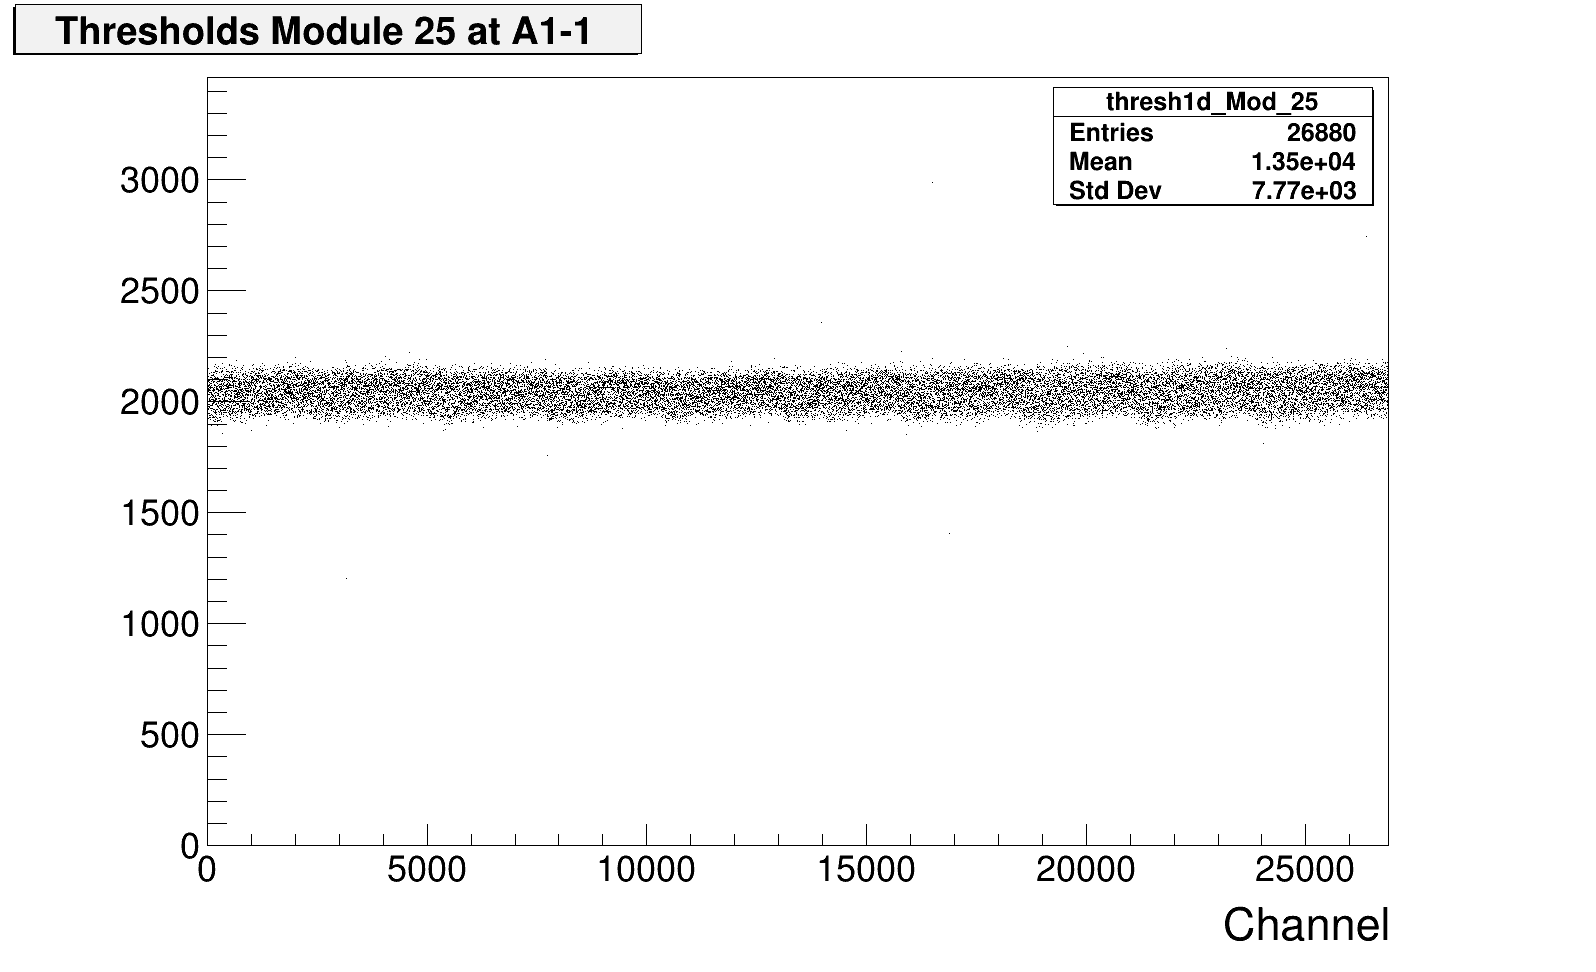 Thresholds Module 25 at A1-1
thresh1d_Mod_25
Entries 26880
Mean 1.35e+04
Std Dev 7.77e+03
3000
2500
2000
1500
1000
500
0
0 5000 10000 15000 20000 25000
Channel